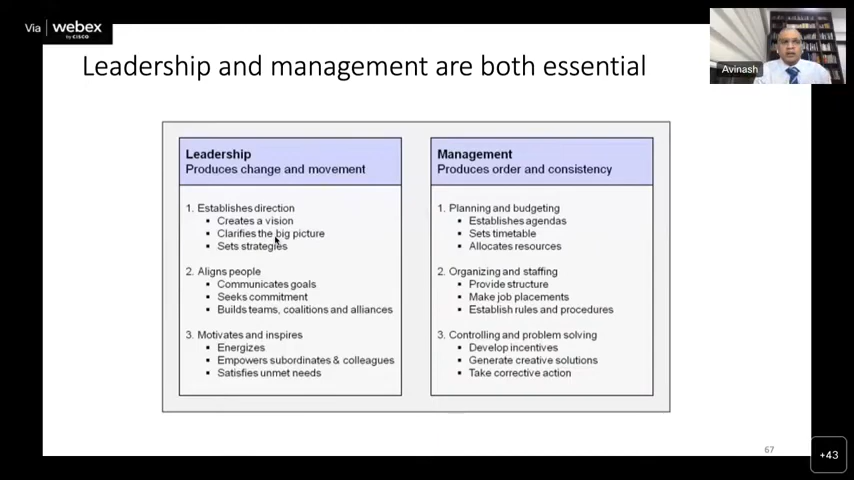 Via webex
by CISCO
Avinash
Leadership and management are both essential
Leadership
Produces change and movement
1. Establishes direction
▪ Creates a vision
▪ Clarifies the big picture
▪ Sets strategies
2. Aligns people
▪ Communicates goals
▪ Seeks commitment
▪ Builds teams, coalitions and alliances
3. Motivates and inspires
▪ Energizes
▪ Empowers subordinates & colleagues
▪ Satisfies unmet needs
Management
Produces order and consistency
1. Planning and budgeting
▪ Establishes agendas
▪ Sets timetable
▪ Allocates resources
2. Organizing and staffing
▪ Provide structure
▪ Make job placements
▪ Establish rules and procedures
3. Controlling and problem solving
▪ Develop incentives
▪ Generate creative solutions
▪ Take corrective action
67
+43